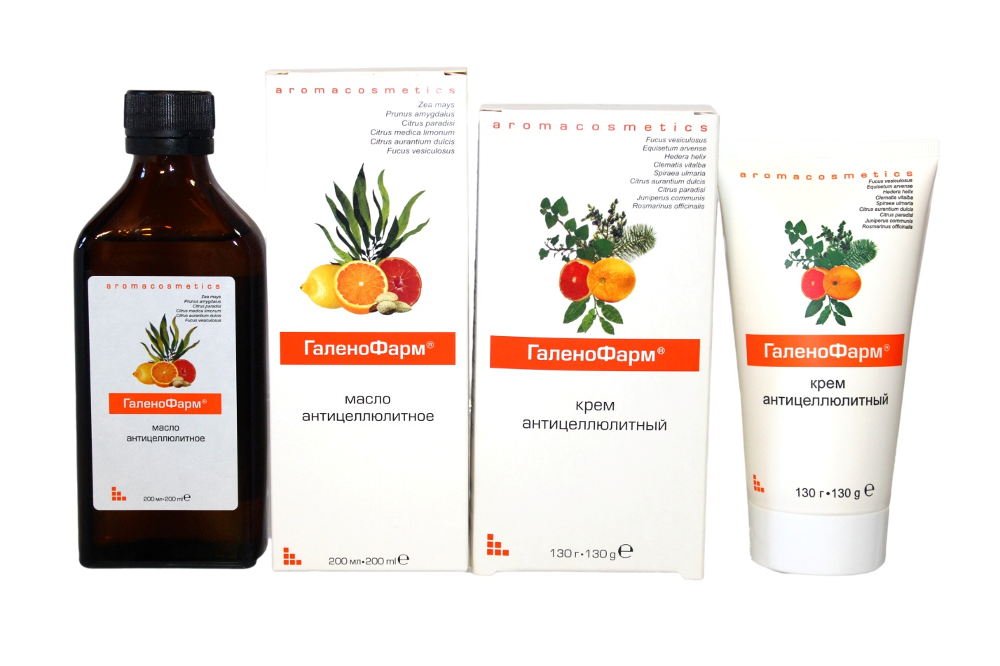 aromacosmetics
Zea mays
Prunus amygdalus
Citrus paradisi
Citrus medica limonum
Citrus aurantium dulcis
Fucus vesiculosus
ГаленоФарм®
масло
антицеллюлитное
200 мл•200 ml℮
aromacosmetics
Zea mays
Prunus amygdalus
Citrus paradisi
Citrus medica limonum
Citrus aurantium dulcis
Fucus vesiculosus
ГаленоФарм®
масло
антицеллюлитное
200 мл•200 ml℮
aromacosmetics
Fucus vesiculosus
Equisetum arvense
Hedera helix
Clematis vitalba
Spiraea ulmaria
Citrus aurantium dulcis
Citrus paradisi
Juniperus communis
Rosmarinus officinalis
ГаленоФарм®
крем
антицеллюлитный
130 г•130 g℮
aromacosmetics
Fucus vesiculosus
Equisetum arvense
Hedera helix
Clematis vitalba
Spiraea ulmaria
Citrus aurantium dulcis
Citrus paradisi
Juniperus communis
Rosmarinus officinalis
ГаленоФарм®
крем
антицеллюлитный
130 г•130 g ℮